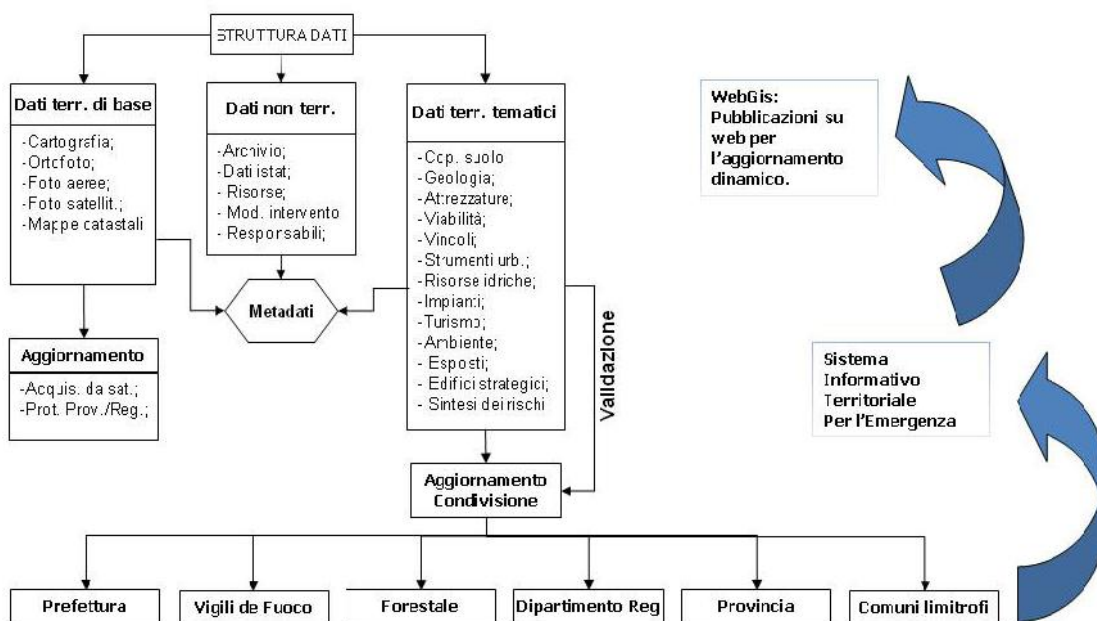 STRUTTURA DATI
Dati terr. di base
-Cartografia;
-Ortofoto;
-Foto aeree;
-Foto satellit.;
-Mappe catastali
Dati non terr.
-Archivio;
-Dati istat;
- Risorse;
- Mod. intervento
- Responsabili;
Dati terr. tematici
-Cop. suolo
-Geologia;
-Attrezzature;
-Viabilità;
-Vincoli;
-Strumenti urb.;
-Risorse idriche;
-Impianti;
-Turismo;
-Ambiente;
- Esposti;
- Edifici strategici;
- Sintesi dei rischi
Metadati
Aggiornamento
-Acquis. da sat.;
-Prot. Prov./Reg.;
Validazione
Aggiornamento
Condivisione
Prefettura
Vigili de Fuoco
Forestale
Dipartimento Reg
Provincia
Comuni limitrofi
WebGis:
Pubblicazioni su
web per
l'aggiornamento
dinamico.
Sistema
Informativo
Territoriale
Per l'Emergenza